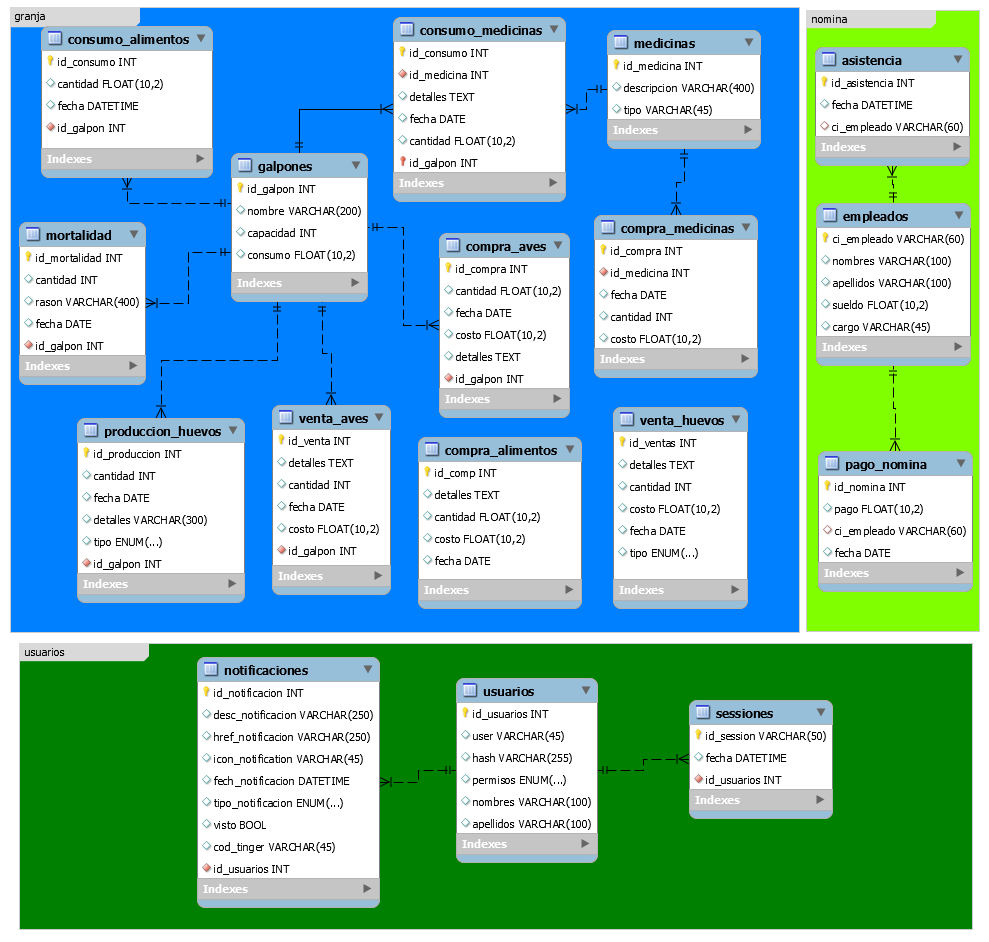 granja
consumo_alimentos
id_consumo INT
cantidad FLOAT(10,2)
fecha DATETIME
id_galpon INT
Indexes
consumo_medicinas
id_consumo INT
id_medicina INT
detalles TEXT
fecha DATE
cantidad FLOAT(10,2)
id_galpon INT
Indexes
medicinas
id_medicina INT
descripcion VARCHAR(400)
tipo VARCHAR(45)
Indexes
galpones
id_galpon INT
nombre VARCHAR(200)
capacidad INT
consumo FLOAT(10,2)
Indexes
mortalidad
id_mortalidad INT
cantidad INT
rason VARCHAR(400)
fecha DATE
id_galpon INT
Indexes
compra_aves
id_compra INT
cantidad FLOAT(10,2)
fecha DATE
costo FLOAT(10,2)
detalles TEXT
id_galpon INT
Indexes
compra_medicinas
id_compra INT
id_medicina INT
fecha DATE
cantidad INT
costo FLOAT(10,2)
Indexes
produccion_huevos
id_produccion INT
cantidad INT
fecha DATE
detalles VARCHAR(300)
tipo ENUM(...)
id_galpon INT
Indexes
venta_aves
id_venta INT
detalles TEXT
cantidad INT
fecha DATE
costo FLOAT(10,2)
id_galpon INT
Indexes
compra_alimentos
id_comp INT
detalles TEXT
cantidad FLOAT(10,2)
costo FLOAT(10,2)
fecha DATE
Indexes
venta_huevos
id_ventas INT
detalles TEXT
cantidad INT
costo FLOAT(10,2)
fecha DATE
tipo ENUM(...)
Indexes
nomina
asistencia
id_asistencia INT
fecha DATETIME
ci_empleado VARCHAR(60)
Indexes
empleados
ci_empleado VARCHAR(60)
nombres VARCHAR(100)
apellidos VARCHAR(100)
sueldo FLOAT(10,2)
cargo VARCHAR(45)
Indexes
pago_nomina
id_nomina INT
pago FLOAT(10,2)
ci_empleado VARCHAR(60)
fecha DATE
Indexes
usuarios
notificaciones
id_notificacion INT
desc_notificacion VARCHAR(250)
href_notificacion VARCHAR(250)
icon_notification VARCHAR(45)
fech_notificacion DATETIME
tipo_notificacion ENUM(...)
visto BOOL
cod_tinger VARCHAR(45)
id_usuarios INT
Indexes
usuarios
id_usuarios INT
user VARCHAR(45)
hash VARCHAR(255)
permisos ENUM(...)
nombres VARCHAR(100)
apellidos VARCHAR(100)
Indexes
sessiones
id_session VARCHAR(50)
fecha DATETIME
id_usuarios INT
Indexes